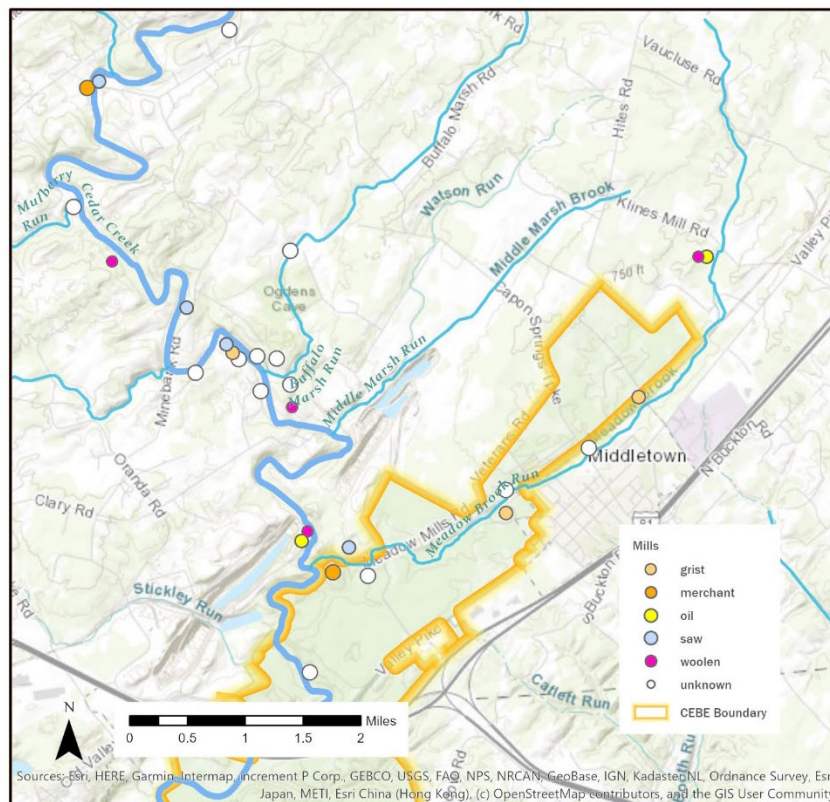 Vaucluse Rd
Buffalo Marsh Rd
Hites Rd
Watson Run
Middle Marsh Brook
Klines Mill Rd
Mulberry
Run
Cedar Creek
750 ft
Valley
Ogdens
Cave
Capon Springs
Minebank Rd
Buffalo
Marsh Run
Middle Marsh Run
Veterans Rd
Meadow Brook
Middletown
N Buckton Rd
Oranda Rd
Clary Rd
Meadow Mills Rd
Meadow Brook Run
81
Stickley Run
S Buckton
Valley Pike
Catlett Run
Mills
grist
merchant
oil
saw
woolen
unknown
CEBE Boundary
N
Miles
0 0.5 1 2
Sources: Esri, HERE, Garmin, Intermap, increment P Corp., GEBCO, USGS, FAO, NPS, NRCAN, GeoBase, IGN, Kadaster NL, Ordnance Survey, Esri
Japan, METI, Esri China (Hong Kong), (c) OpenStreetMap contributors, and the GIS User Community